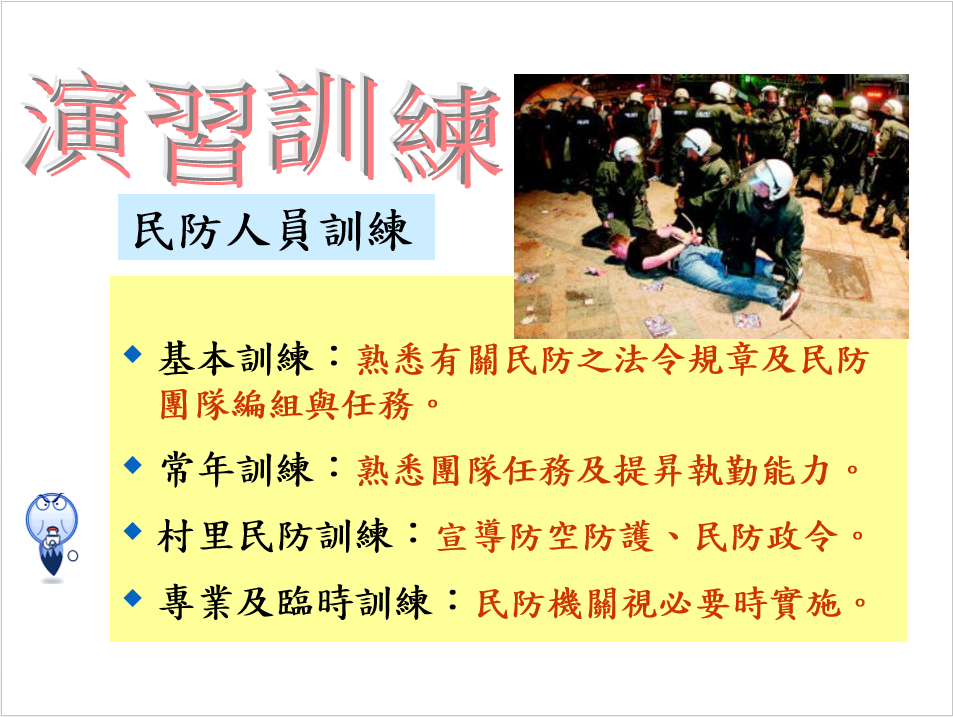 演習訓練
民防人員訓練
基本訓練：熟悉有關民防之法令規章及民防
團隊編組與任務。
常年訓練：熟悉團隊任務及提昇執勤能力。
村里民防訓練：宣導防空防護、民防政令。
專業及臨時訓練：民防機關視必要時實施。